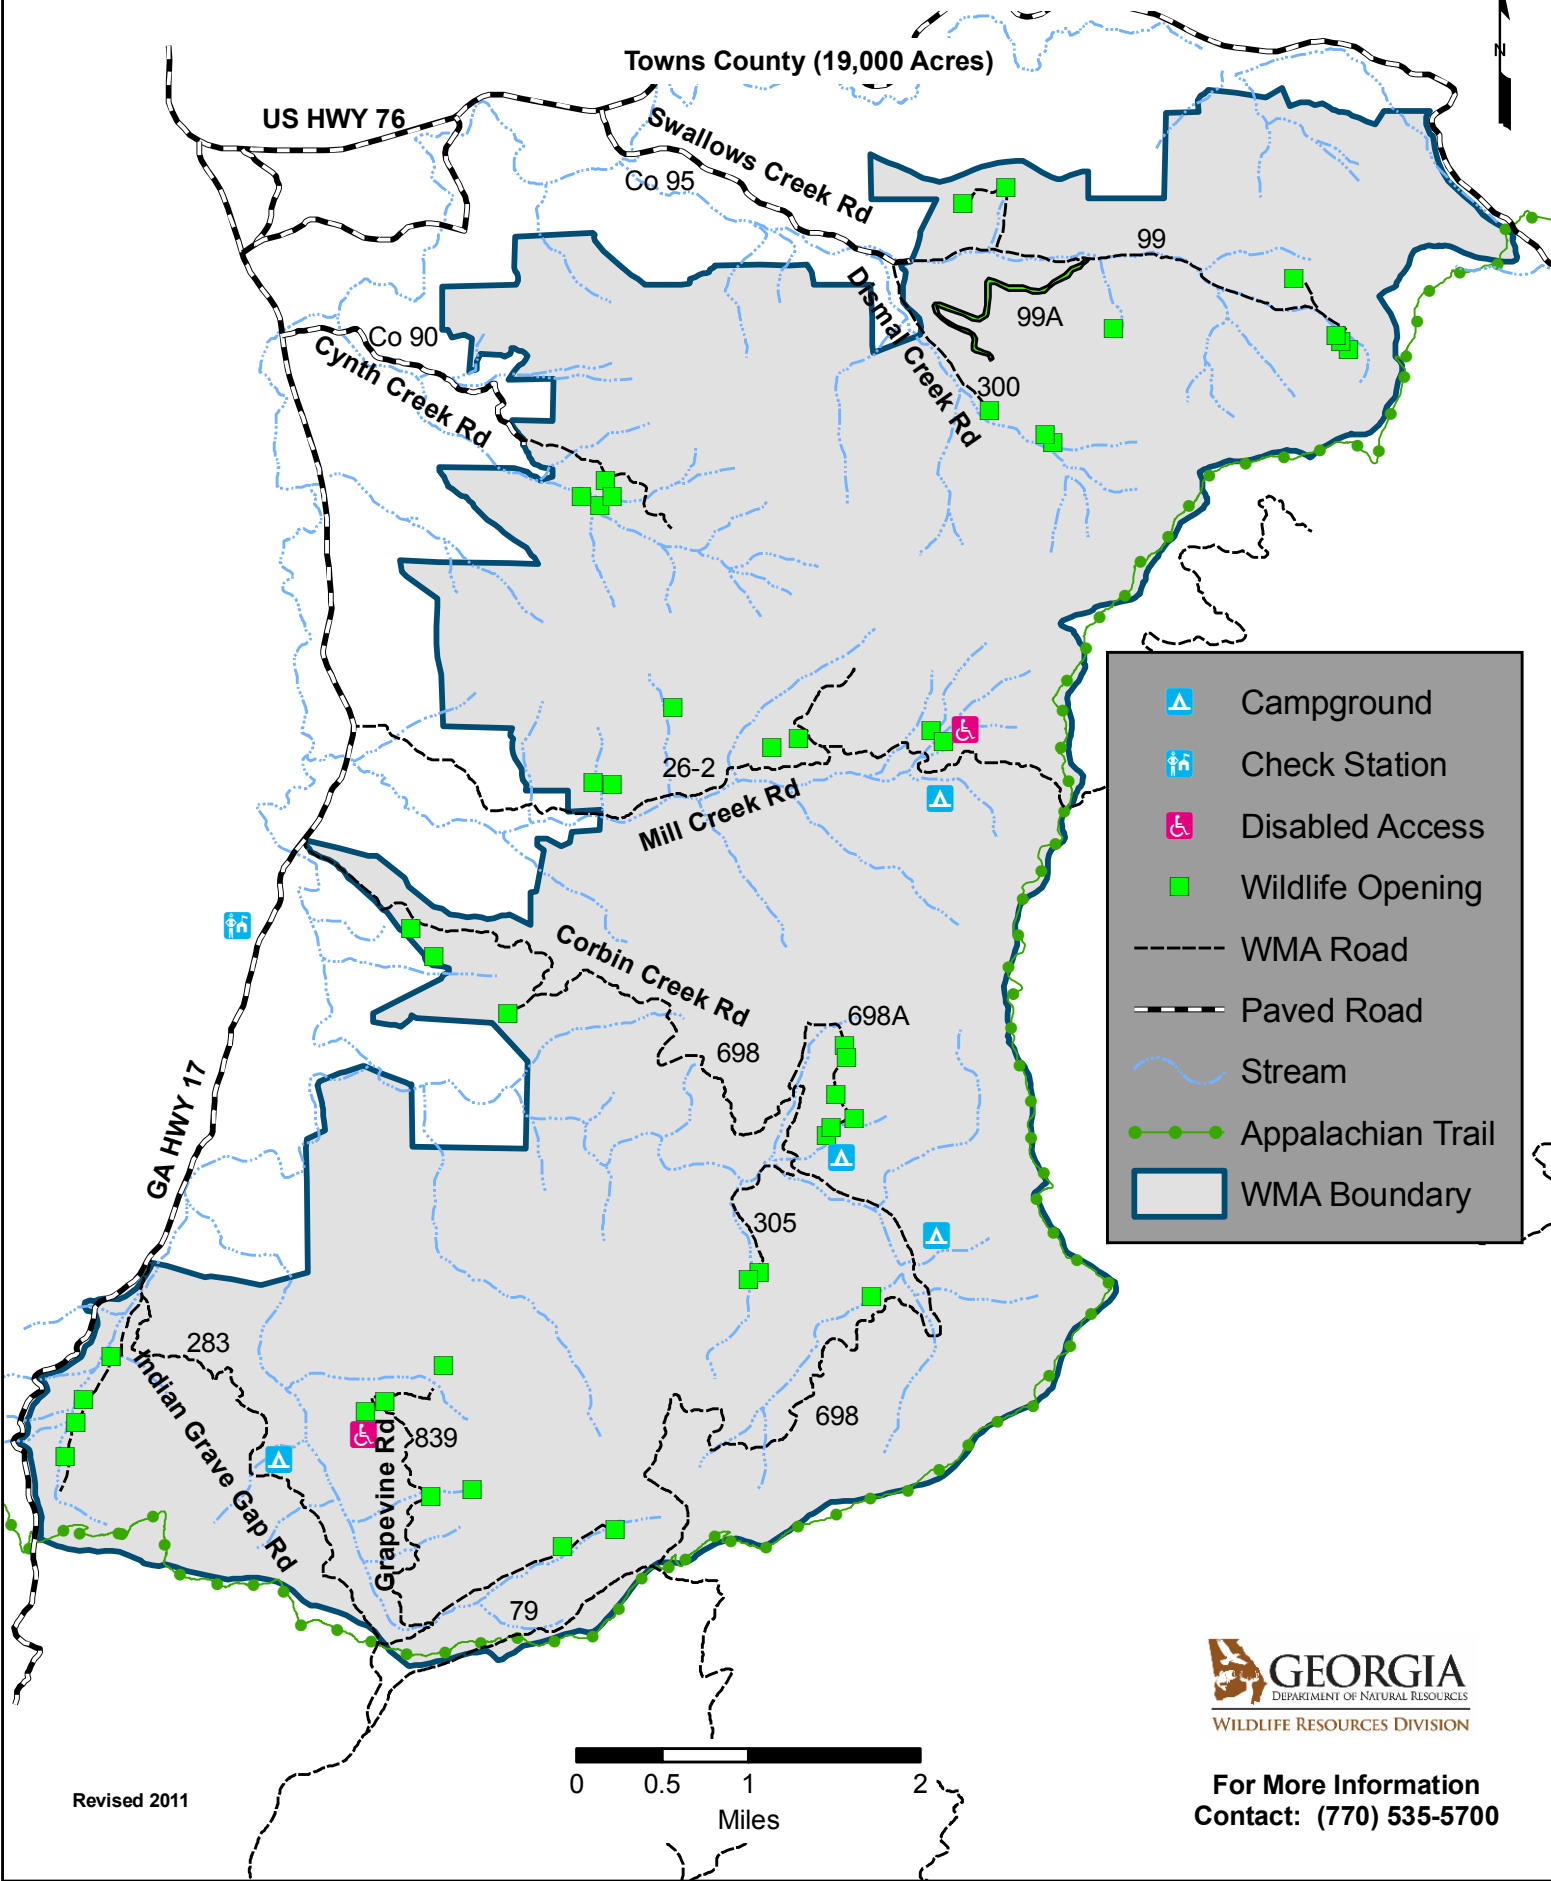 Towns County (19,000 Acres)
N
US HWY 76
Swallows Creek Rd
Co 95
99
Dismal Creek Rd
99A
Co 90
Cynth Creek Rd
300
Campground
Check Station
Disabled Access
Wildlife Opening
WMA Road
Paved Road
Stream
Appalachian Trail
WMA Boundary
26-2
Mill Creek Rd
Corbin Creek Rd
698A
698
GA HWY 17
305
283
Indian Grave Gap Rd
839
Grapevine Rd
698
79
GEORGIA
DEPARTMENT OF NATURAL RESOURCES
WILDLIFE RESOURCES DIVISION
0 0.5 1 2
Miles
Revised 2011
For More Information
Contact: (770) 535-5700